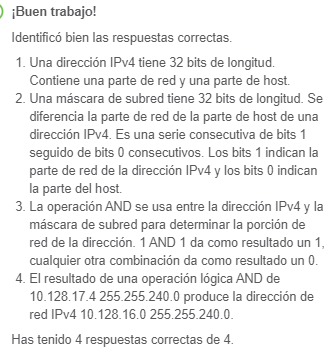 ¡Buen trabajo!
Identificó bien las respuestas correctas.
1. Una dirección IPv4 tiene 32 bits de longitud.
Contiene una parte de red y una parte de host.
2. Una máscara de subred tiene 32 bits de longitud. Se
diferencia la parte de red de la parte de host de una
dirección IPv4. Es una serie consecutiva de bits 1
seguido de bits 0 consecutivos. Los bits 1 indican la
parte de red de la dirección IPv4 y los bits 0 indican
la parte del host.
3. La operación AND se usa entre la dirección IPv4 y la
máscara de subred para determinar la porción de
red de la dirección. 1 AND 1 da como resultado un 1,
cualquier otra combinación da como resultado un 0.
4. El resultado de una operación lógica AND de
10.128.17.4 255.255.240.0 produce la dirección de
red IPv4 10.128.16.0 255.255.240.0.
Has tenido 4 respuestas correctas de 4.